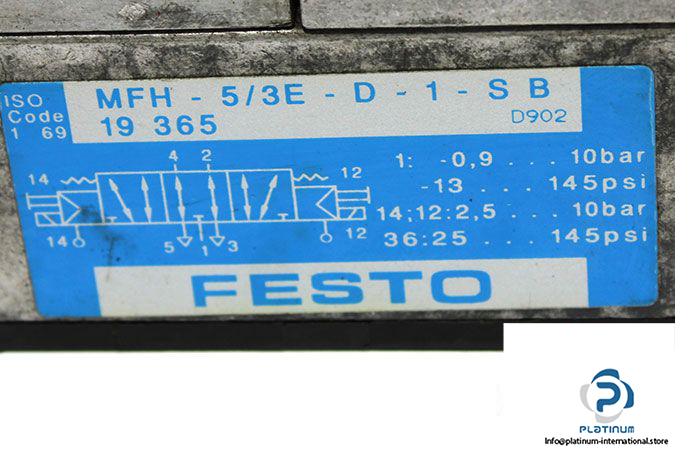 ISO
Code
1 69
MFH - 5/3E - D - 1 - S B
19 365
D902
4 2
14 12
14 5 1 3 12
1: -0,9 . . . 10bar
-13 . . . 145psi
14;12:2,5 . . . 10bar
36:25 . . . 145psi
FESTO
P
PLATINUM
Info@platinum-international.store